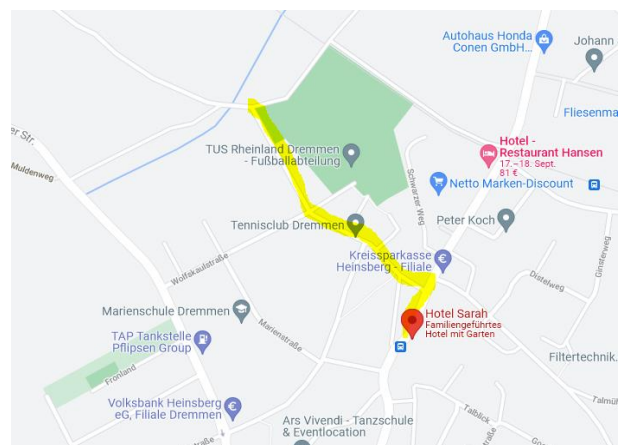 Autohaus Honda
Conen GmbH...
Johann
Fliesenma
er Str.
Muldenweg
TUS Rheinland Dremmen
- Fußballabteilung
Hotel -
Restaurant Hansen
17.–18. Sept.
81 €
Netto Marken-Discount
Schwarzer Weg
Peter Koch
Tennisclub Dremmen
Kreissparkasse
Heinsberg - Filiale
Wolfskaulstraße
Distelweg
Ginsterweg
Marienschule Dremmen
Hotel Sarah
Familiengeführtes
Hotel mit Garten
TAP Tankstelle
Pflipsen Group
Marienstraße
Filtertechnik.
Fronland
Volksbank Heinsberg
eG, Filiale Dremmen
Talblick
Talmü
Ars Vivendi - Tanzschule
& Eventlocation